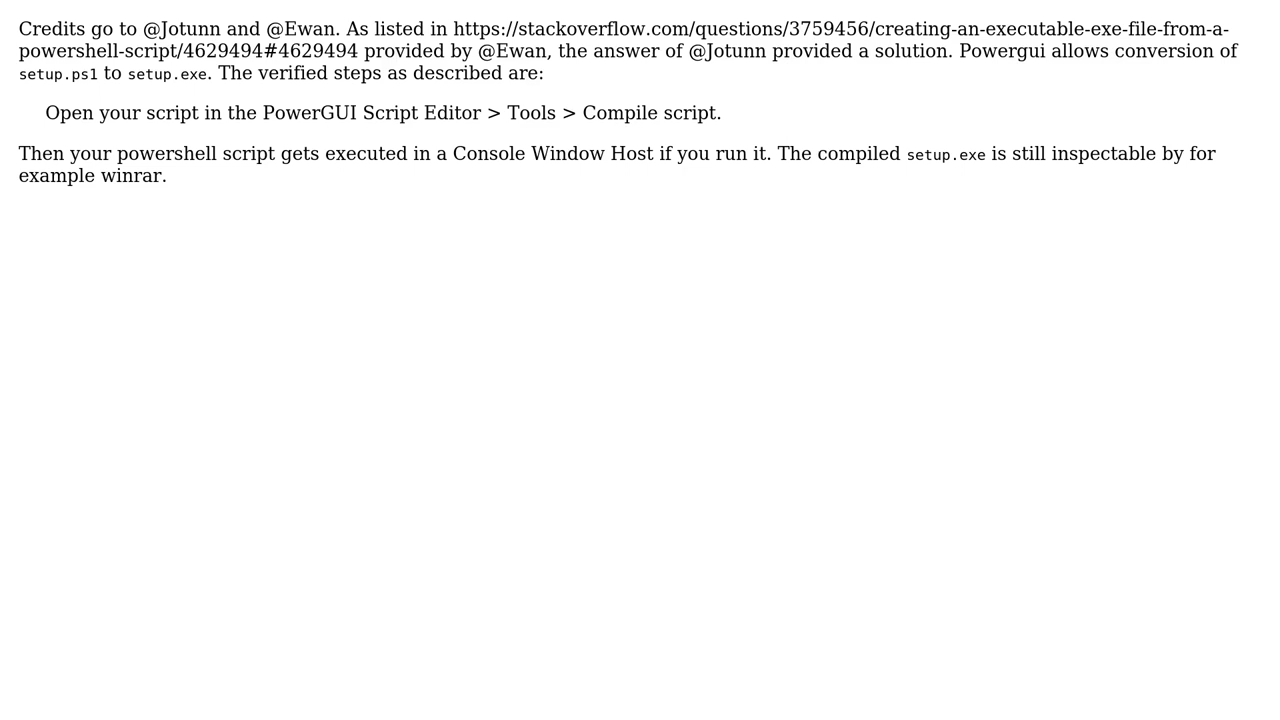 Credits go to @Jotunn and @Ewan. As listed in https://stackoverflow.com/questions/3759456/creating-an-executable-exe-file-from-a-
powershell-script/4629494#4629494 provided by @Ewan, the answer of @Jotunn provided a solution. Powergui allows conversion of
setup.ps1 to setup.exe. The verified steps as described are:
Open your script in the PowerGUI Script Editor > Tools > Compile script.
Then your powershell script gets executed in a Console Window Host if you run it. The compiled setup.exe is still inspectable by for
example winrar.